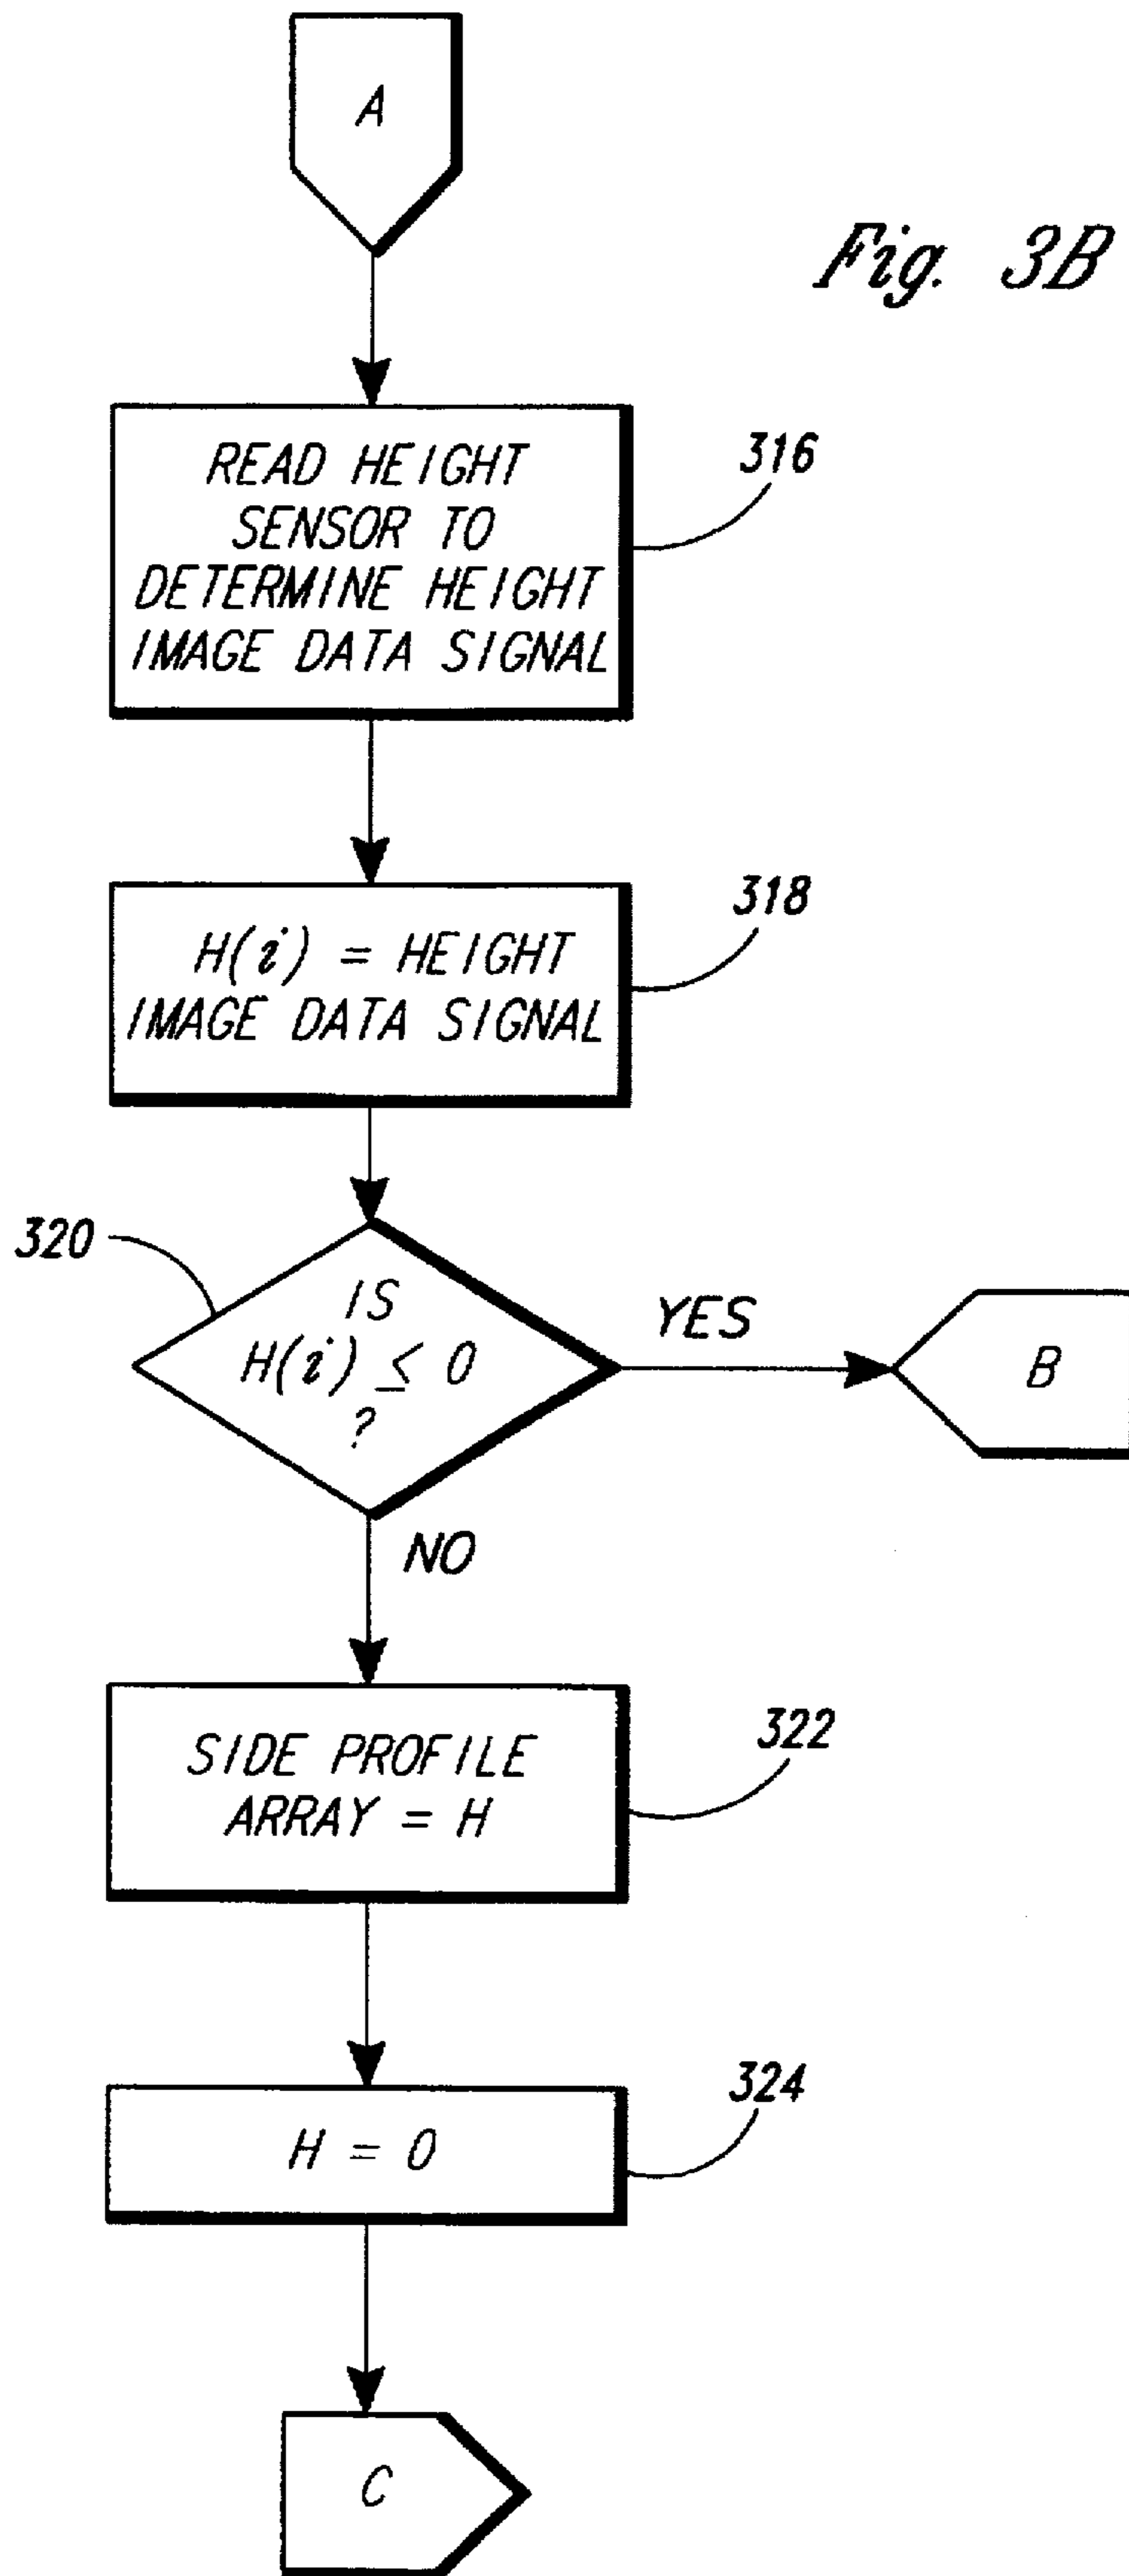 A
Fig. 3B
READ HEIGHT
SENSOR TO
DETERMINE HEIGHT
IMAGE DATA SIGNAL
316
H(i) = HEIGHT
IMAGE DATA SIGNAL
318
320
IS
H(i) ≤ 0
?
YES
B
NO
SIDE PROFILE
ARRAY = H
322
H = 0
324
C